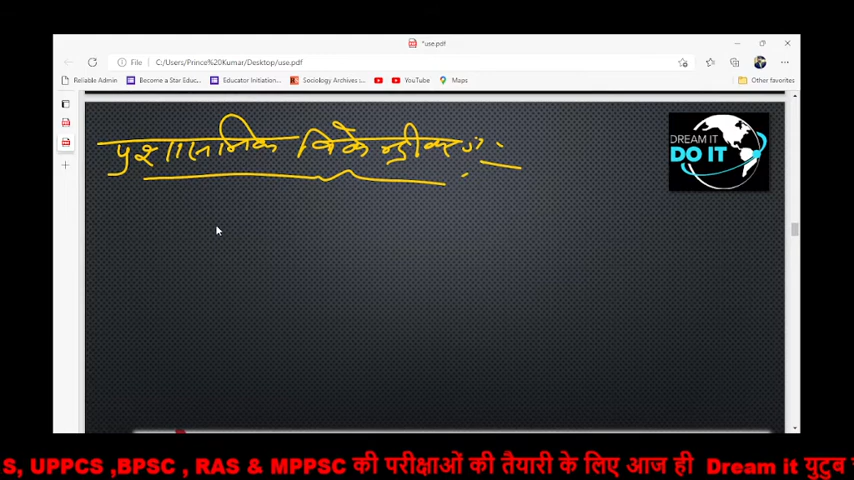 *use.pdf
File C:/Users/Prince%20Kumar/Desktop/use.pdf
Reliable Admin Become a Star Educ... Educator Initiation... Sociology Archives :... YouTube Maps Other favorites
प्रशासनिक विकेन्द्रीकरण :-
DREAM IT
DO IT
S, UPPCS ,BPSC , RAS & MPPSC की परीक्षाओं की तैयारी के लिए आज ही Dream it युटुब